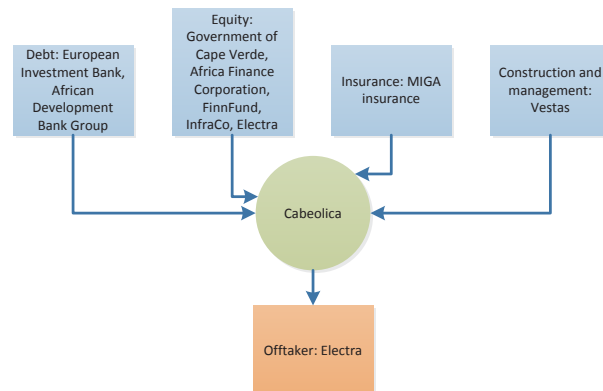 Debt: European
Investment Bank,
African
Development
Bank Group
Equity:
Government of
Cape Verde,
Africa Finance
Corporation,
FinnFund,
InfraCo, Electra
Insurance: MIGA
insurance
Construction and
management:
Vestas
Cabeolica
Offtaker: Electra